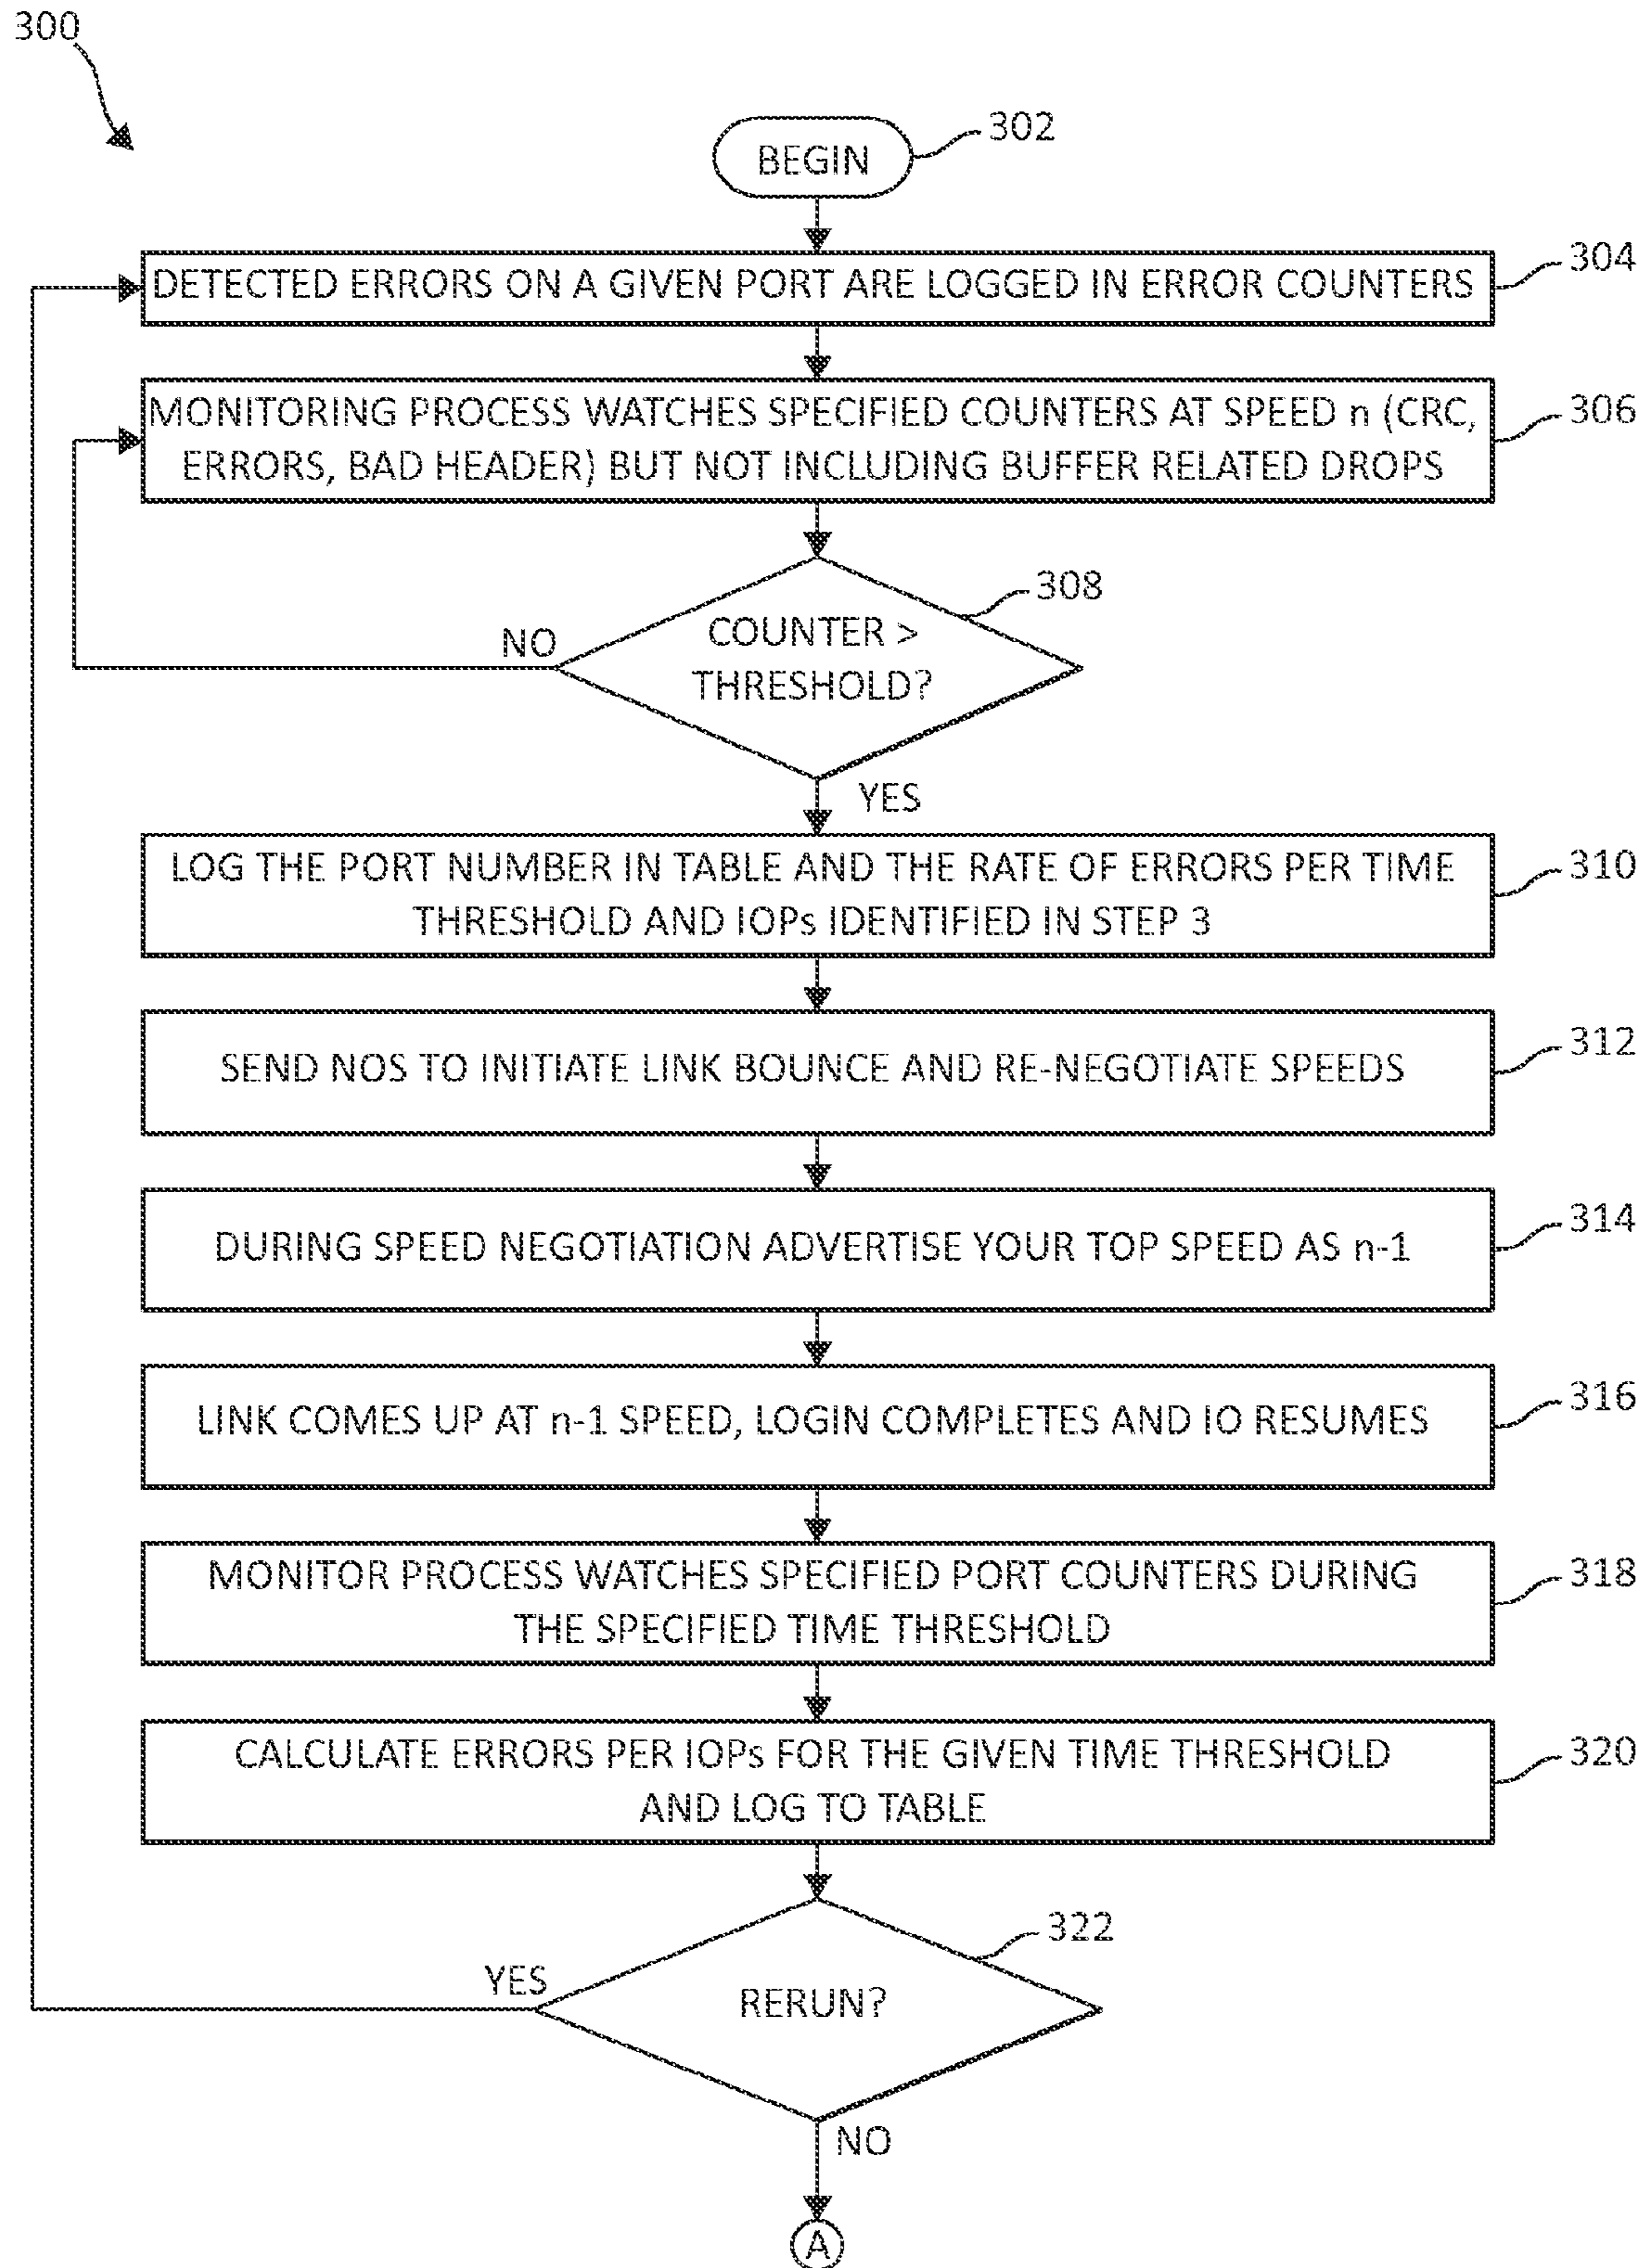 300
302
BEGIN
304
DETECTED ERRORS ON A GIVEN PORT ARE LOGGED IN ERROR COUNTERS
MONITORING PROCESS WATCHES SPECIFIED COUNTERS AT SPEED n (CRC,
306
ERRORS, BAD HEADER) BUT NOT INCLUDING BUFFER RELATED DROPS
308
COUNTER >
NO
THRESHOLD?
YES
LOG THE PORT NUMBER IN TABLE AND THE RATE OF ERRORS PER TIME
310
THRESHOLD AND IOPs IDENTIFIED IN STEP 3
312
SEND NOS TO INITIATE LINK BOUNCE AND RE-NEGOTIATE SPEEDS
314
DURING SPEED NEGOTIATION ADVERTISE YOUR TOP SPEED AS n-1
316
LINK COMES UP AT n-1 SPEED, LOGIN COMPLETES AND IO RESUMES
MONITOR PROCESS WATCHES SPECIFIED PORT COUNTERS DURING
318
THE SPECIFIED TIME THRESHOLD
CALCULATE ERRORS PER IOPs FOR THE GIVEN TIME THRESHOLD
320
AND LOG TO TABLE
322
YES
RERUN?
NO
A